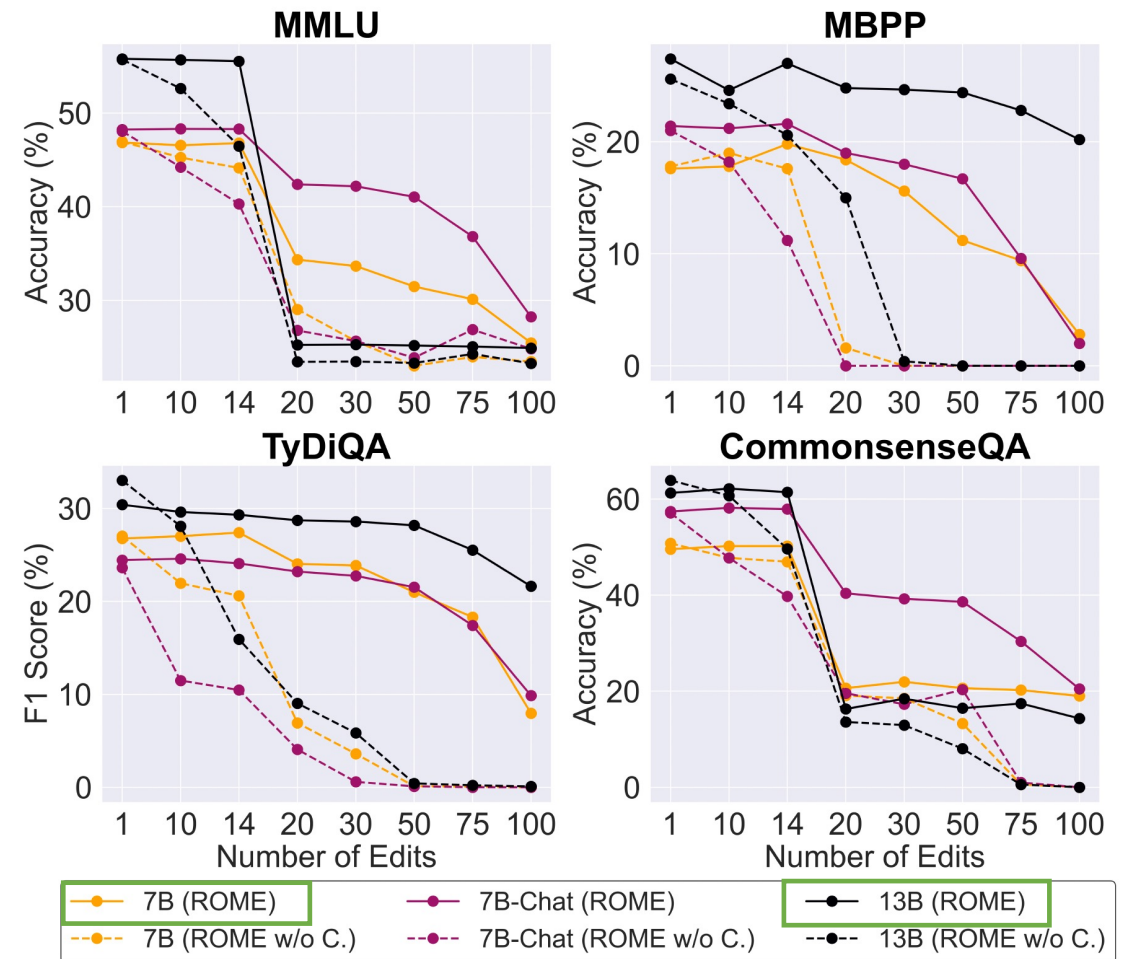 MMLU
MBPP
Accuracy (%)
50
40
30
1 10 14 20 30 50 75 100
Accuracy (%)
20
10
0
1 10 14 20 30 50 75 100
TyDiQA
CommonsenseQA
F1 Score (%)
30
20
10
0
1 10 14 20 30 50 75 100
Number of Edits
Accuracy (%)
60
40
20
0
1 10 14 20 30 50 75 100
Number of Edits
7B (ROME) 7B-Chat (ROME) 13B (ROME)
7B (ROME w/o C.) 7B-Chat (ROME w/o C.) 13B (ROME w/o C.)